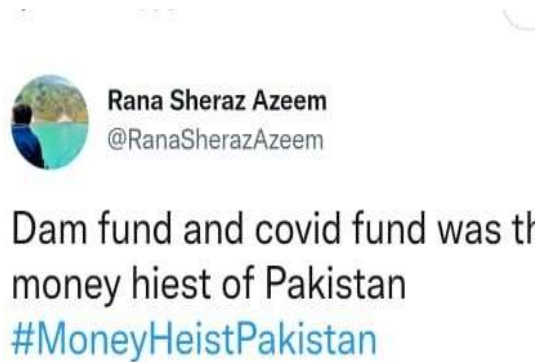 Rana Sheraz Azeem
@RanaSherazAzeem
Dam fund and covid fund was
money hiest of Pakistan
#MoneyHeistPakistan